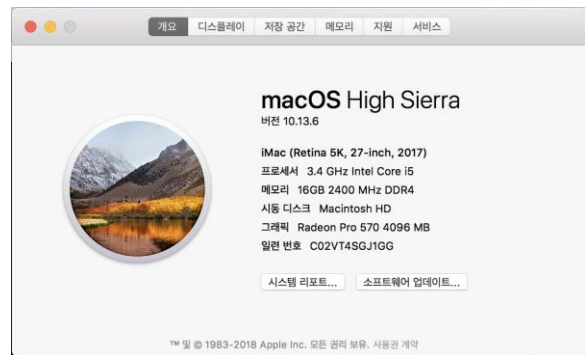 개요 디스플레이 저장 공간 메모리 지원 서비스
macOS High Sierra
버전 10.13.6
iMac (Retina 5K, 27-inch, 2017)
프로세서 3.4 GHz Intel Core i5
메모리 16GB 2400 MHz DDR4
시동 디스크 Macintosh HD
그래픽 Radeon Pro 570 4096 MB
일련 번호 C02VT4SGJ1GG
시스템 리포트... 소프트웨어 업데이트...
™ 및 © 1983-2018 Apple Inc. 모든 권리 보유. 사용권 계약